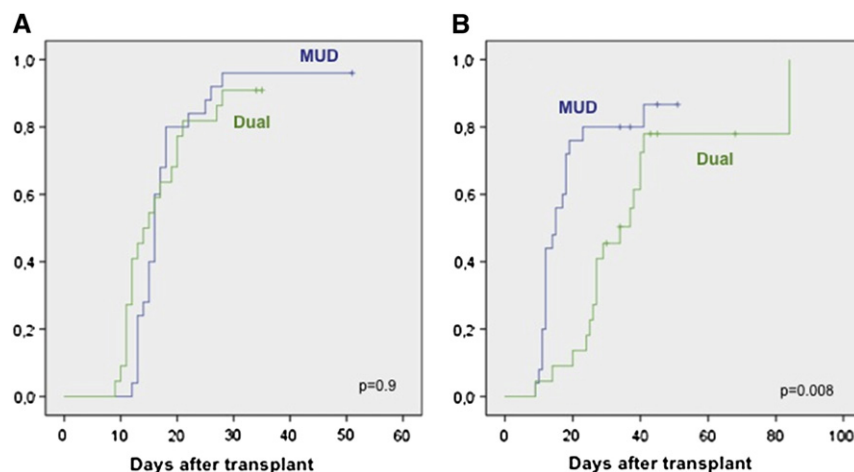 A
1,0
0,8
0,6
0,4
0,2
0,0
MUD
Dual
p=0.9
0 10 20 30 40 50 60
Days after transplant
B
1,0
0,8
0,6
0,4
0,2
0,0
MUD
Dual
p=0.008
0 20 40 60 80 100
Days after transplant